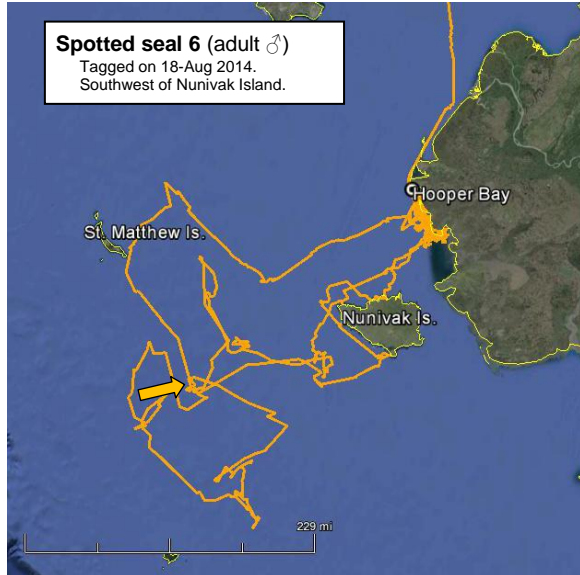 Spotted seal 6 (adult ♂)
Tagged on 18-Aug 2014.
Southwest of Nunivak Island.
Hooper Bay
St. Matthew Is.
Nunivak Is.
229 mi